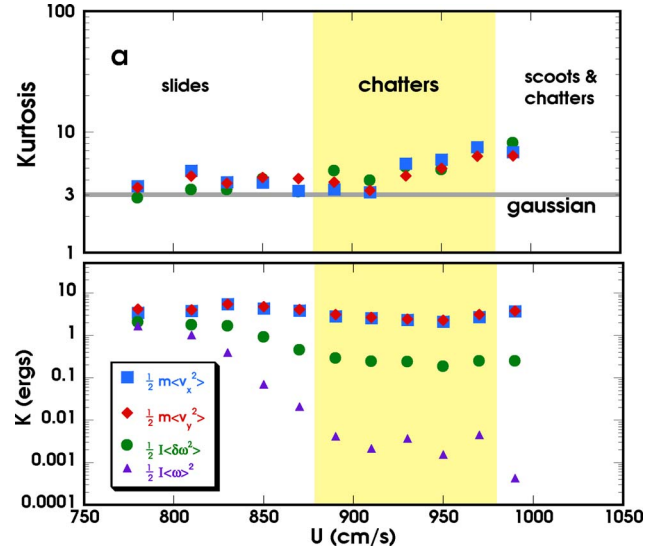 100
a
slides
chatters
scoots &
chatters
Kurtosis
10
3
gaussian
1
10
1
0.1
0.01
0.001
0.0001
K (ergs)
½ m<vₓ²>
½ m<v_y²>
½ I<δω²>
½ I<ω>²
750 800 850 900 950 1000 1050
U (cm/s)